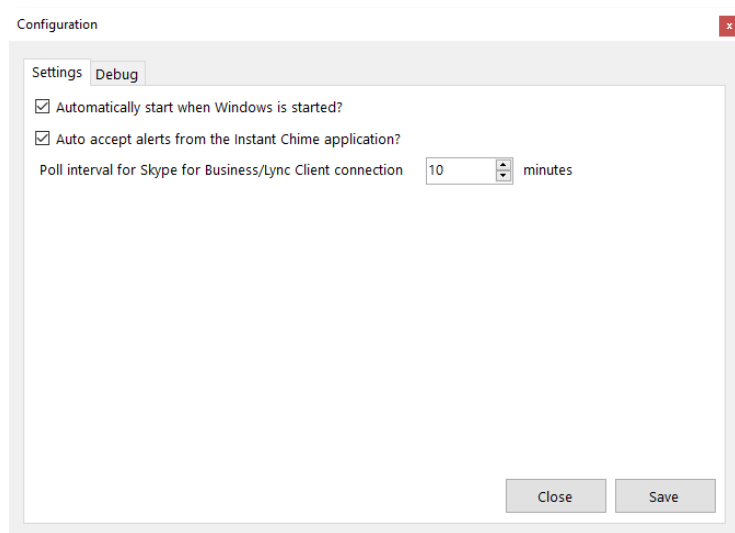 Configuration
x
Settings Debug
Automatically start when Windows is started?
Auto accept alerts from the Instant Chime application?
Poll interval for Skype for Business/Lync Client connection 10 minutes
Close Save